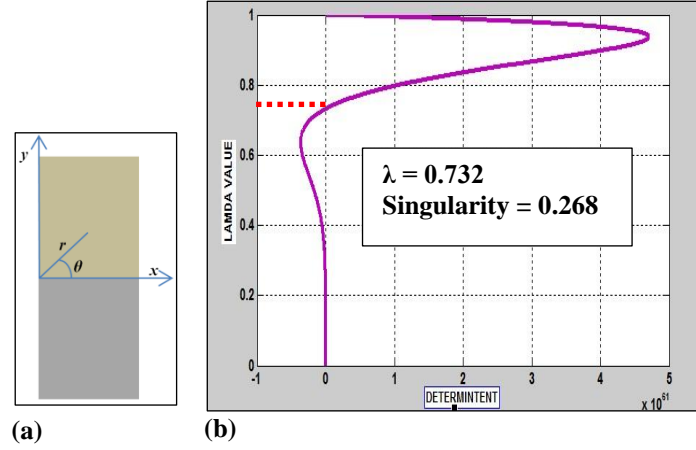 y
r
θ
x
(a)
1
0.8
0.6
0.4
0.2
0
LAMDA VALUE
λ = 0.732
Singularity = 0.268
-1 0 1 2 3 4 5
DETERMINTENT
x 10^61
(b)